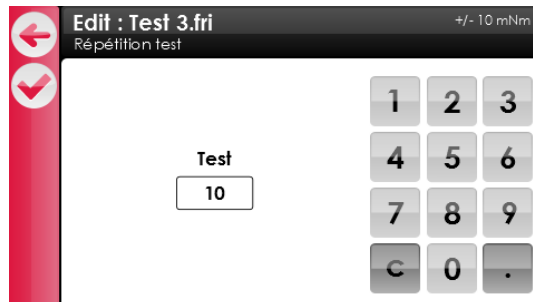 Edit : Test 3.fri
+/- 10 mNm
Répétition test
1 2 3
Test
4 5 6
10
7 8 9
C 0 .